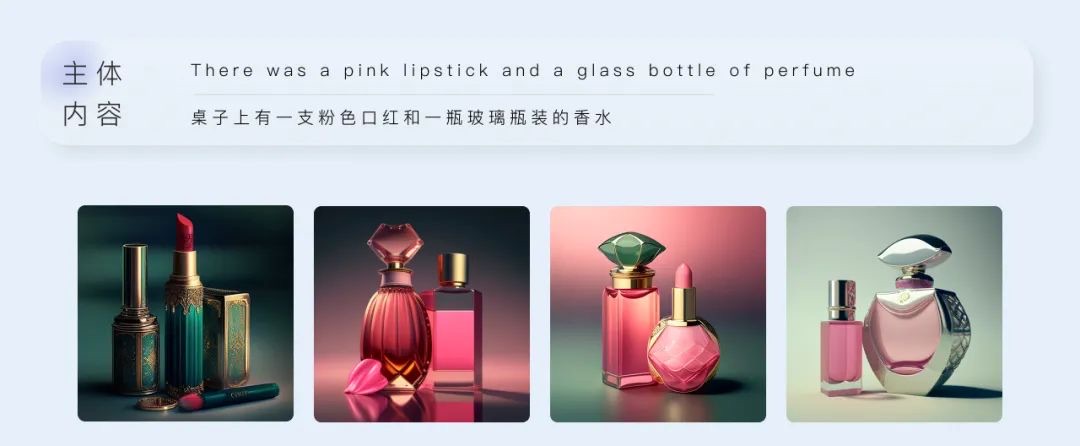 主体
内容
There was a pink lipstick and a glass bottle of perfume
桌子上有一支粉色口红和一瓶玻璃瓶装的香水